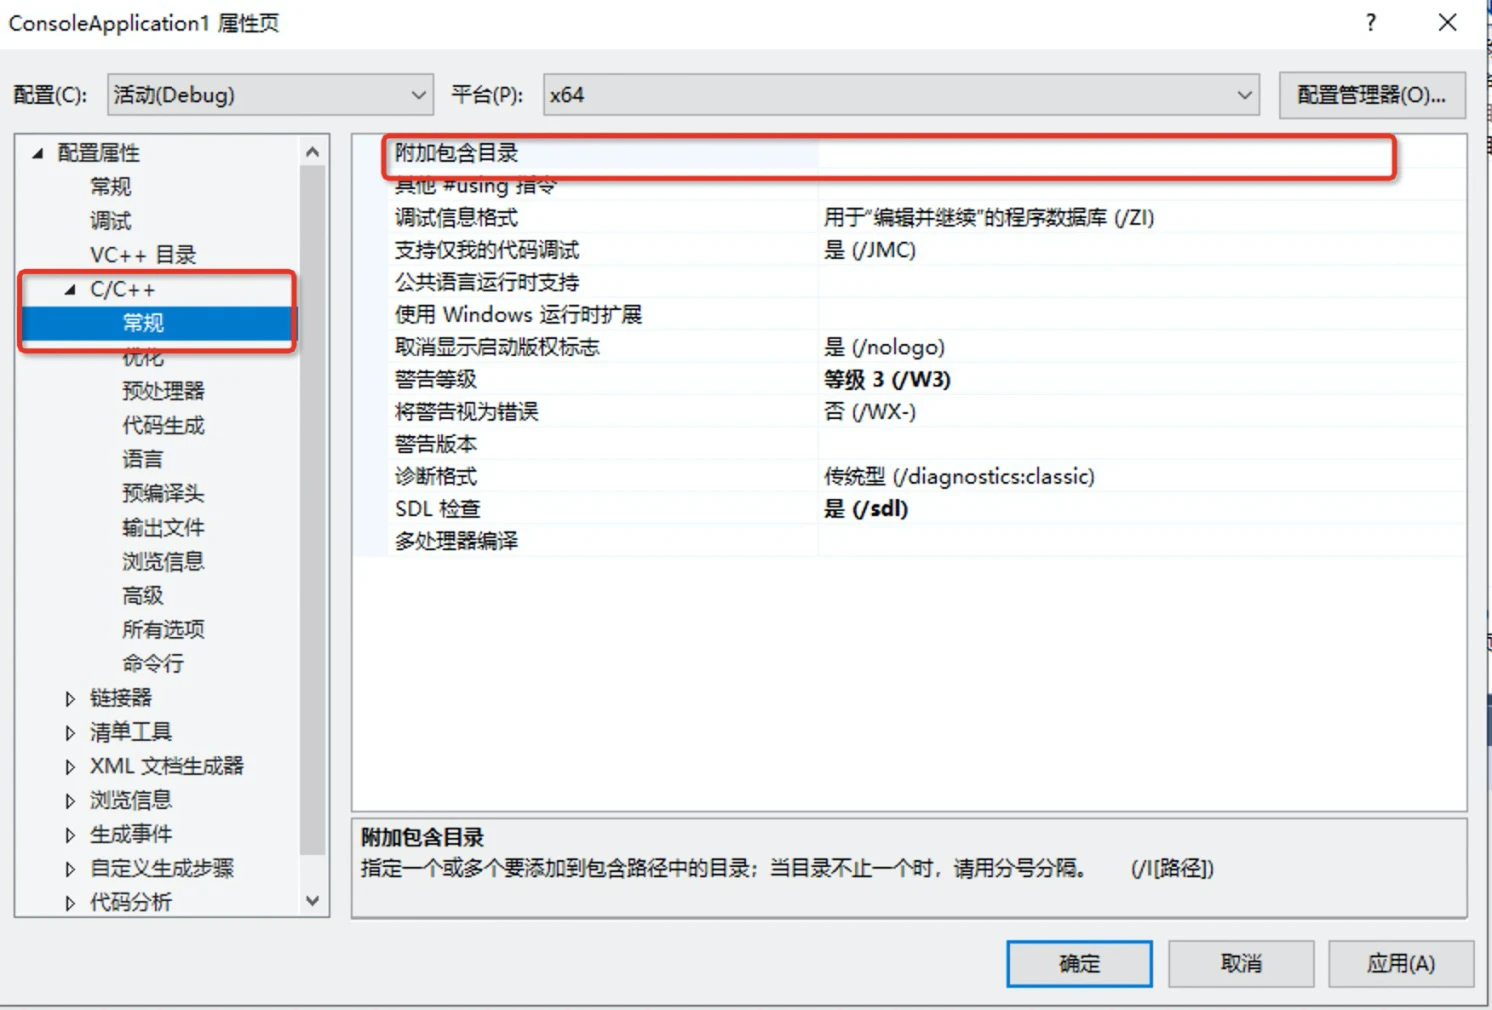 ConsoleApplication1 属性页
?
配置(C): 活动(Debug) 平台(P): x64 配置管理器(O)...
配置属性
常规
调试
VC++ 目录
C/C++
常规
优化
预处理器
代码生成
语言
预编译头
输出文件
浏览信息
高级
所有选项
命令行
链接器
清单工具
XML 文档生成器
浏览信息
生成事件
自定义生成步骤
代码分析
附加包含目录
其他 #using 指令
调试信息格式 用于“编辑并继续”的程序数据库 (/ZI)
支持仅我的代码调试 是 (/JMC)
公共语言运行时支持
使用 Windows 运行时扩展
取消显示启动版权标志 是 (/nologo)
警告等级 等级 3 (/W3)
将警告视为错误 否 (/WX-)
警告版本
诊断格式 传统型 (/diagnostics:classic)
SDL 检查 是 (/sdl)
多处理器编译
附加包含目录
指定一个或多个要添加到包含路径中的目录；当目录不止一个时，请用分号分隔。 (/I[路径])
确定 取消 应用(A)